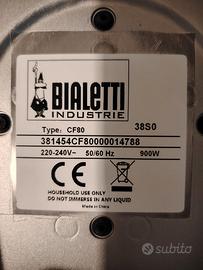 BIALETTI
INDUSTRIE
Type: CF80 38S0
381454CF80000014788
220-240V~ 50/60 Hz 900W
CE
HOUSEHOLD USE ONLY
DO NOT IMMERSE IN ANY LIQUID
Made in China
subito